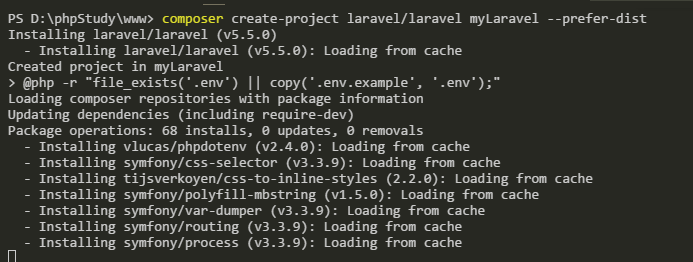 PS D:\phpStudy\www> composer create-project laravel/laravel myLaravel --prefer-dist
Installing laravel/laravel (v5.5.0)
  - Installing laravel/laravel (v5.5.0): Loading from cache
Created project in myLaravel
> @php -r "file_exists('.env') || copy('.env.example', '.env');"
Loading composer repositories with package information
Updating dependencies (including require-dev)
Package operations: 68 installs, 0 updates, 0 removals
  - Installing vlucas/phpdotenv (v2.4.0): Loading from cache
  - Installing symfony/css-selector (v3.3.9): Loading from cache
  - Installing tijsverkoyen/css-to-inline-styles (2.2.0): Loading from cache
  - Installing symfony/polyfill-mbstring (v1.5.0): Loading from cache
  - Installing symfony/var-dumper (v3.3.9): Loading from cache
  - Installing symfony/routing (v3.3.9): Loading from cache
  - Installing symfony/process (v3.3.9): Loading from cache